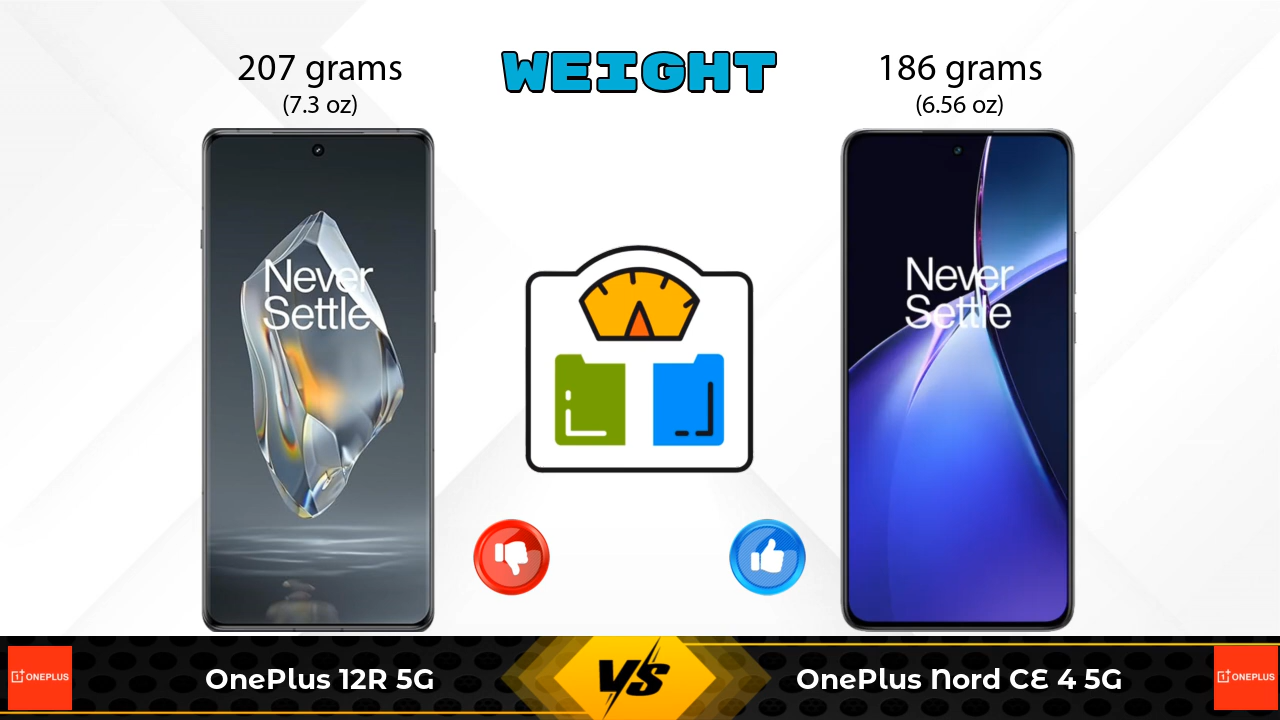 WEIGHT
207 grams
(7.3 oz)
186 grams
(6.56 oz)
Never
Settle
Never
Settle
ONEPLUS
OnePlus 12R 5G
VS
OnePlus Nord CE 4 5G
ONEPLUS